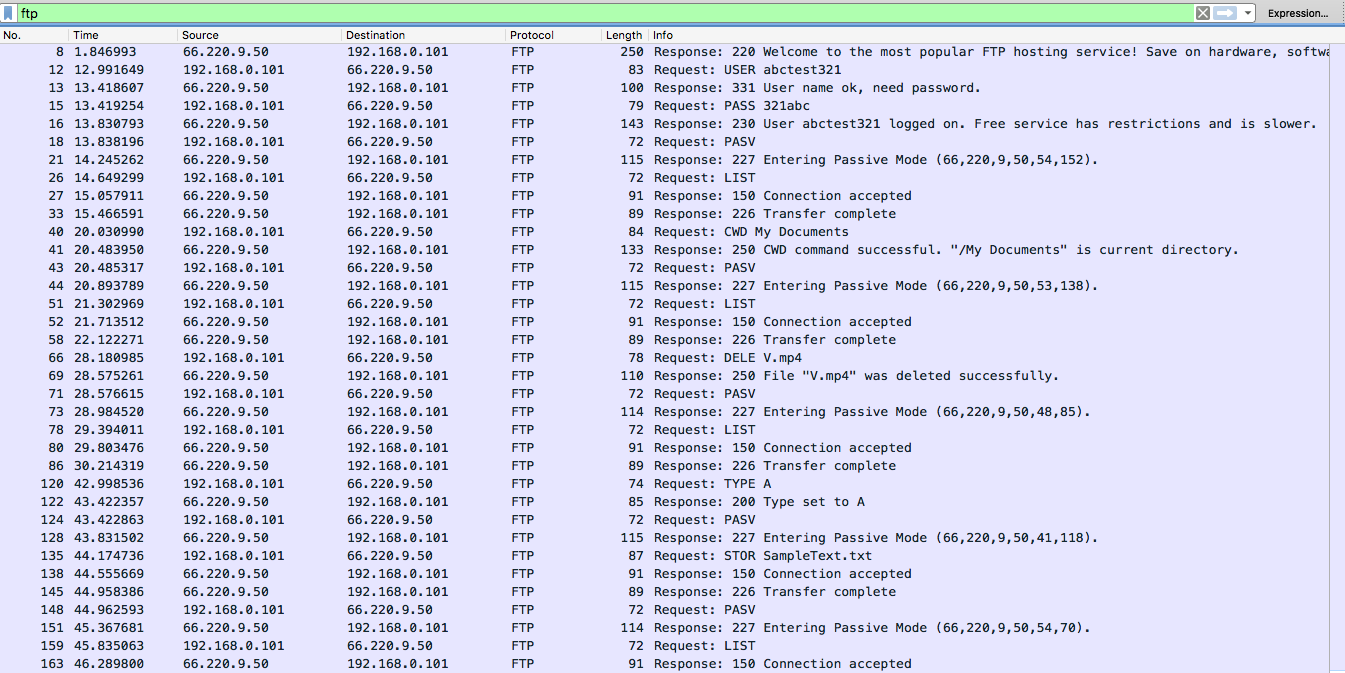 ftp Expression...
No. Time Source Destination Protocol Length Info
8 1.846993 66.220.9.50 192.168.0.101 FTP 250 Response: 220 Welcome to the most popular FTP hosting service! Save on hardware, softwa
12 12.991649 192.168.0.101 66.220.9.50 FTP 83 Request: USER abctest321
13 13.418607 66.220.9.50 192.168.0.101 FTP 100 Response: 331 User name ok, need password.
15 13.419254 192.168.0.101 66.220.9.50 FTP 79 Request: PASS 321abc
16 13.830793 66.220.9.50 192.168.0.101 FTP 143 Response: 230 User abctest321 logged on. Free service has restrictions and is slower.
18 13.838196 192.168.0.101 66.220.9.50 FTP 72 Request: PASV
21 14.245262 66.220.9.50 192.168.0.101 FTP 115 Response: 227 Entering Passive Mode (66,220,9,50,54,152).
26 14.649299 192.168.0.101 66.220.9.50 FTP 72 Request: LIST
27 15.057911 66.220.9.50 192.168.0.101 FTP 91 Response: 150 Connection accepted
33 15.466591 66.220.9.50 192.168.0.101 FTP 89 Response: 226 Transfer complete
40 20.030990 192.168.0.101 66.220.9.50 FTP 84 Request: CWD My Documents
41 20.483950 66.220.9.50 192.168.0.101 FTP 133 Response: 250 CWD command successful. "/My Documents" is current directory.
43 20.485317 192.168.0.101 66.220.9.50 FTP 72 Request: PASV
44 20.893789 66.220.9.50 192.168.0.101 FTP 115 Response: 227 Entering Passive Mode (66,220,9,50,53,138).
51 21.302969 192.168.0.101 66.220.9.50 FTP 72 Request: LIST
52 21.713512 66.220.9.50 192.168.0.101 FTP 91 Response: 150 Connection accepted
58 22.122271 66.220.9.50 192.168.0.101 FTP 89 Response: 226 Transfer complete
66 28.180985 192.168.0.101 66.220.9.50 FTP 78 Request: DELE V.mp4
69 28.575261 66.220.9.50 192.168.0.101 FTP 110 Response: 250 File "V.mp4" was deleted successfully.
71 28.576615 192.168.0.101 66.220.9.50 FTP 72 Request: PASV
73 28.984520 66.220.9.50 192.168.0.101 FTP 114 Response: 227 Entering Passive Mode (66,220,9,50,48,85).
78 29.394011 192.168.0.101 66.220.9.50 FTP 72 Request: LIST
80 29.803476 66.220.9.50 192.168.0.101 FTP 91 Response: 150 Connection accepted
86 30.214319 66.220.9.50 192.168.0.101 FTP 89 Response: 226 Transfer complete
120 42.998536 192.168.0.101 66.220.9.50 FTP 74 Request: TYPE A
122 43.422357 66.220.9.50 192.168.0.101 FTP 85 Response: 200 Type set to A
124 43.422863 192.168.0.101 66.220.9.50 FTP 72 Request: PASV
128 43.831502 66.220.9.50 192.168.0.101 FTP 115 Response: 227 Entering Passive Mode (66,220,9,50,41,118).
135 44.174736 192.168.0.101 66.220.9.50 FTP 87 Request: STOR SampleText.txt
138 44.555669 66.220.9.50 192.168.0.101 FTP 91 Response: 150 Connection accepted
145 44.958386 66.220.9.50 192.168.0.101 FTP 89 Response: 226 Transfer complete
148 44.962593 192.168.0.101 66.220.9.50 FTP 72 Request: PASV
151 45.367681 66.220.9.50 192.168.0.101 FTP 114 Response: 227 Entering Passive Mode (66,220,9,50,54,70).
159 45.835063 192.168.0.101 66.220.9.50 FTP 72 Request: LIST
163 46.289800 66.220.9.50 192.168.0.101 FTP 91 Response: 150 Connection accepted